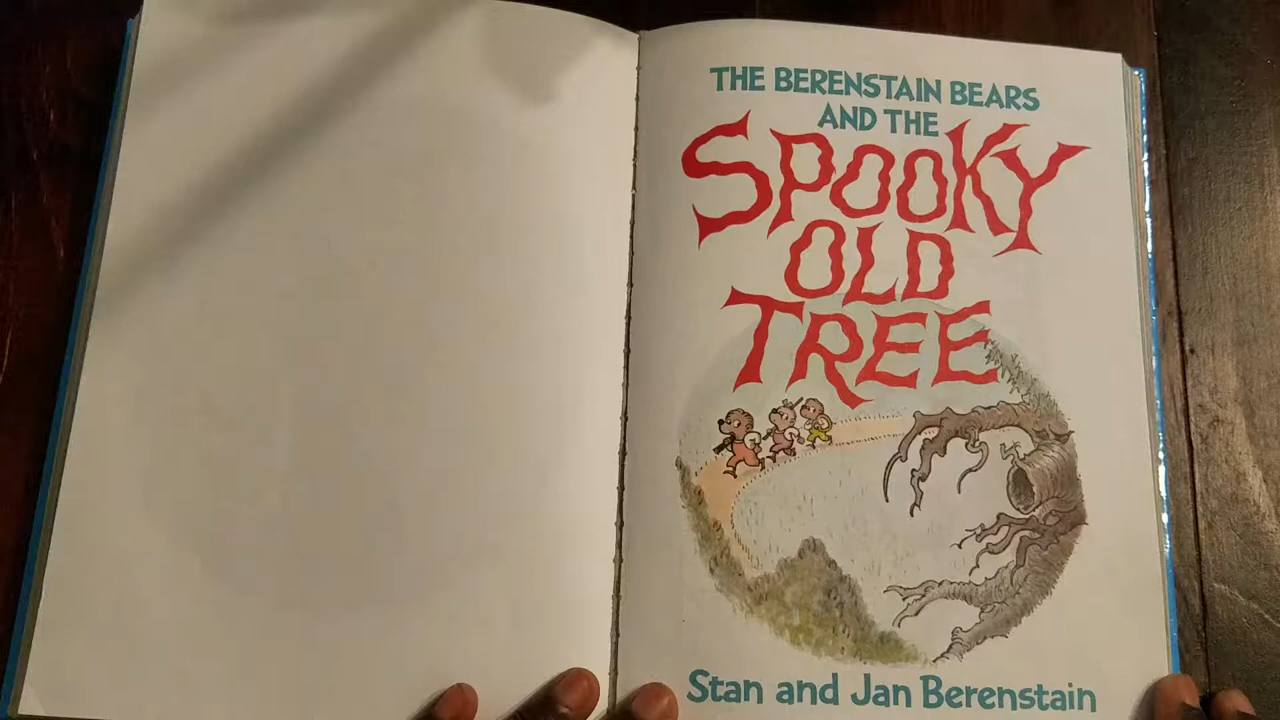 THE BERENSTAIN BEARS
AND THE
SPOOKY
OLD
TREE
Stan and Jan Berenstain